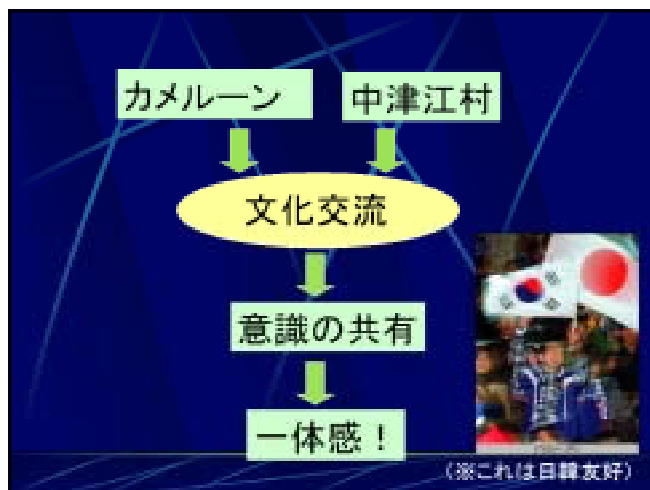 カメルーン
中津江村
文化交流
意識の共有
一体感！
(※これは日韓友好)